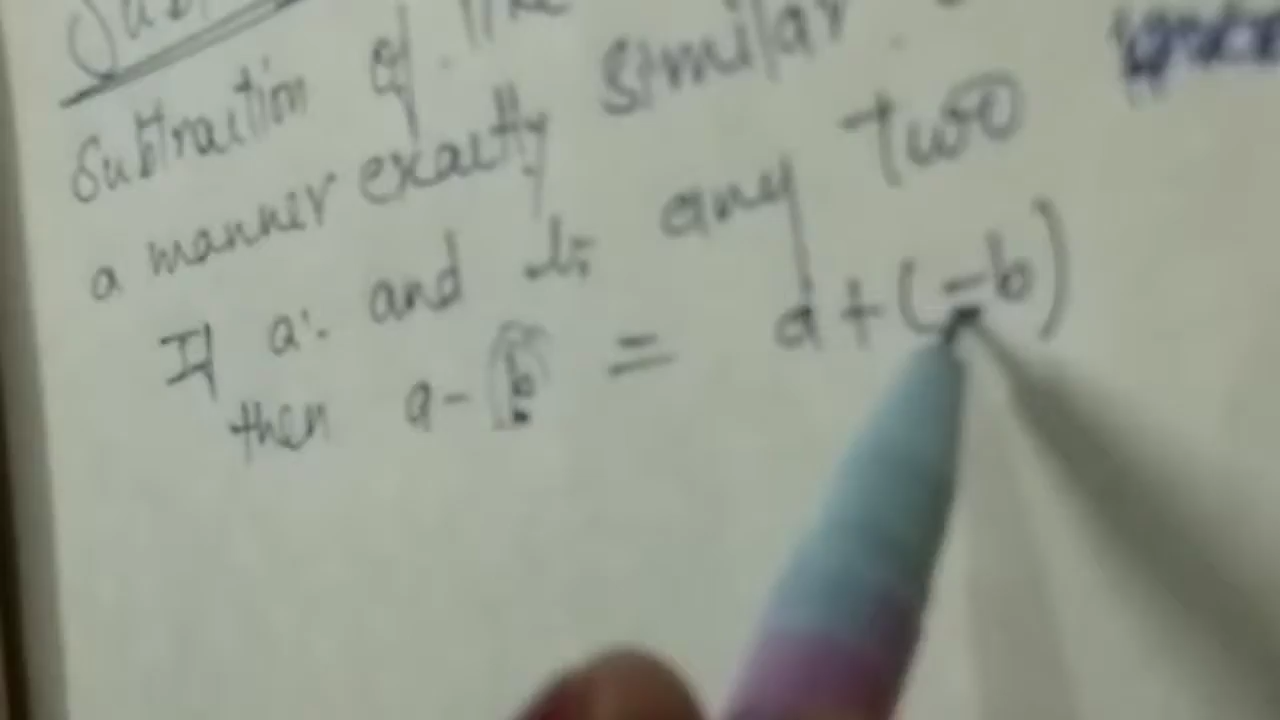 Subtraction of
a manner exactly similar
If a: and b; any two
then a - b = a + (-b)